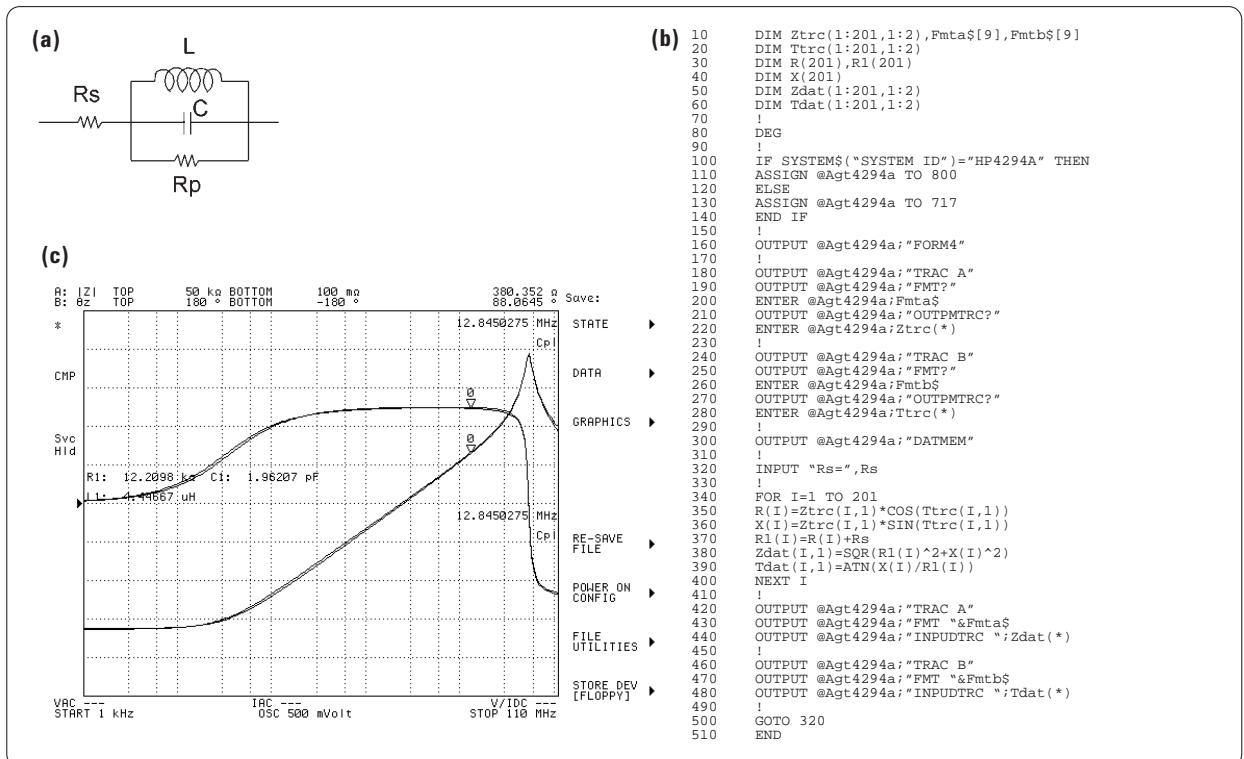 (a)
L
Rs
C
Rp
(b)
10 DIM Ztrc(1:201,1:2),Fmta$[9],Fmtb$[9]
20 DIM Ttrc(1:201,1:2)
30 DIM R(201),R1(201)
40 DIM X(201)
50 DIM Zdat(1:201,1:2)
60 DIM Tdat(1:201,1:2)
70 !
80 DEG
90 !
100 IF SYSTEM$(“SYSTEM ID”)=”HP4294A” THEN
110 ASSIGN @Agt4294a TO 800
120 ELSE
130 ASSIGN @Agt4294a TO 717
140 END IF
150 !
160 OUTPUT @Agt4294a;”FORM4”
170 !
180 OUTPUT @Agt4294a;”TRAC A”
190 OUTPUT @Agt4294a;”FMT?”
200 ENTER @Agt4294a;Fmta$
210 OUTPUT @Agt4294a;”OUTPMTRC?”
220 ENTER @Agt4294a;Ztrc(*)
230 !
240 OUTPUT @Agt4294a;”TRAC B”
250 OUTPUT @Agt4294a;”FMT?”
260 ENTER @Agt4294a;Fmtb$
270 OUTPUT @Agt4294a;”OUTPMTRC?”
280 ENTER @Agt4294a;Ttrc(*)
290 !
300 OUTPUT @Agt4294a;”DATMEM”
310 !
320 INPUT “Rs=”,Rs
330 !
340 FOR I=1 TO 201
350 R(I)=Ztrc(I,1)*COS(Ttrc(I,1))
360 X(I)=Ztrc(I,1)*SIN(Ttrc(I,1))
370 R1(I)=R(I)+Rs
380 Zdat(I,1)=SQR(R1(I)^2+X(I)^2)
390 Tdat(I,1)=ATN(X(I)/R1(I))
400 NEXT I
410 !
420 OUTPUT @Agt4294a;”TRAC A”
430 OUTPUT @Agt4294a;”FMT “&Fmta$
440 OUTPUT @Agt4294a;”INPUDTRC “;Zdat(*)
450 !
460 OUTPUT @Agt4294a;”TRAC B”
470 OUTPUT @Agt4294a;”FMT “&Fmtb$
480 OUTPUT @Agt4294a;”INPUDTRC “;Tdat(*)
490 !
500 GOTO 320
510 END
(c)
A: |Z| TOP 50 kΩ BOTTOM 100 mΩ 380.352 Ω
B: θz TOP 180 ° BOTTOM -180 ° 88.0645 °
Save:
*
12.8450275 MHz
Cpl
STATE
CMP
DATA
0
GRAPHICS
Svc
Hld
0
R1: 12.2098 kΩ C1: 1.96207 pF
L1: 4.44667 uH
12.8450275 MHz
Cpl
RE-SAVE
FILE
POWER ON
CONFIG
FILE
UTILITIES
STORE DEV
[FLOPPY]
VAC --- IAC --- V/IDC ---
START 1 kHz OSC 500 mVolt STOP 110 MHz